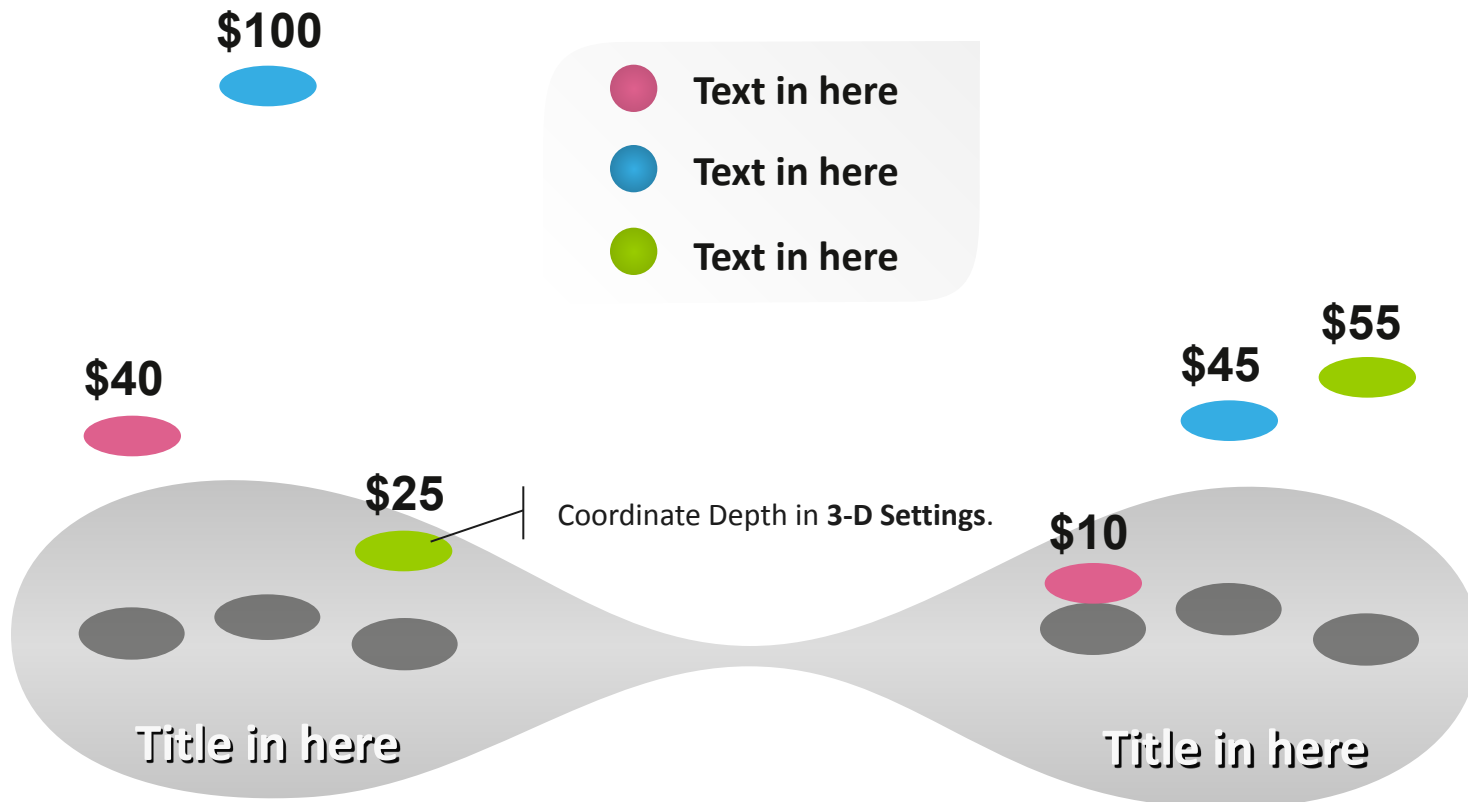 $100
Text in here
Text in here
Text in here
$40
$25
Coordinate Depth in 3-D Settings.
$55
$45
$10
Title in here
Title in here